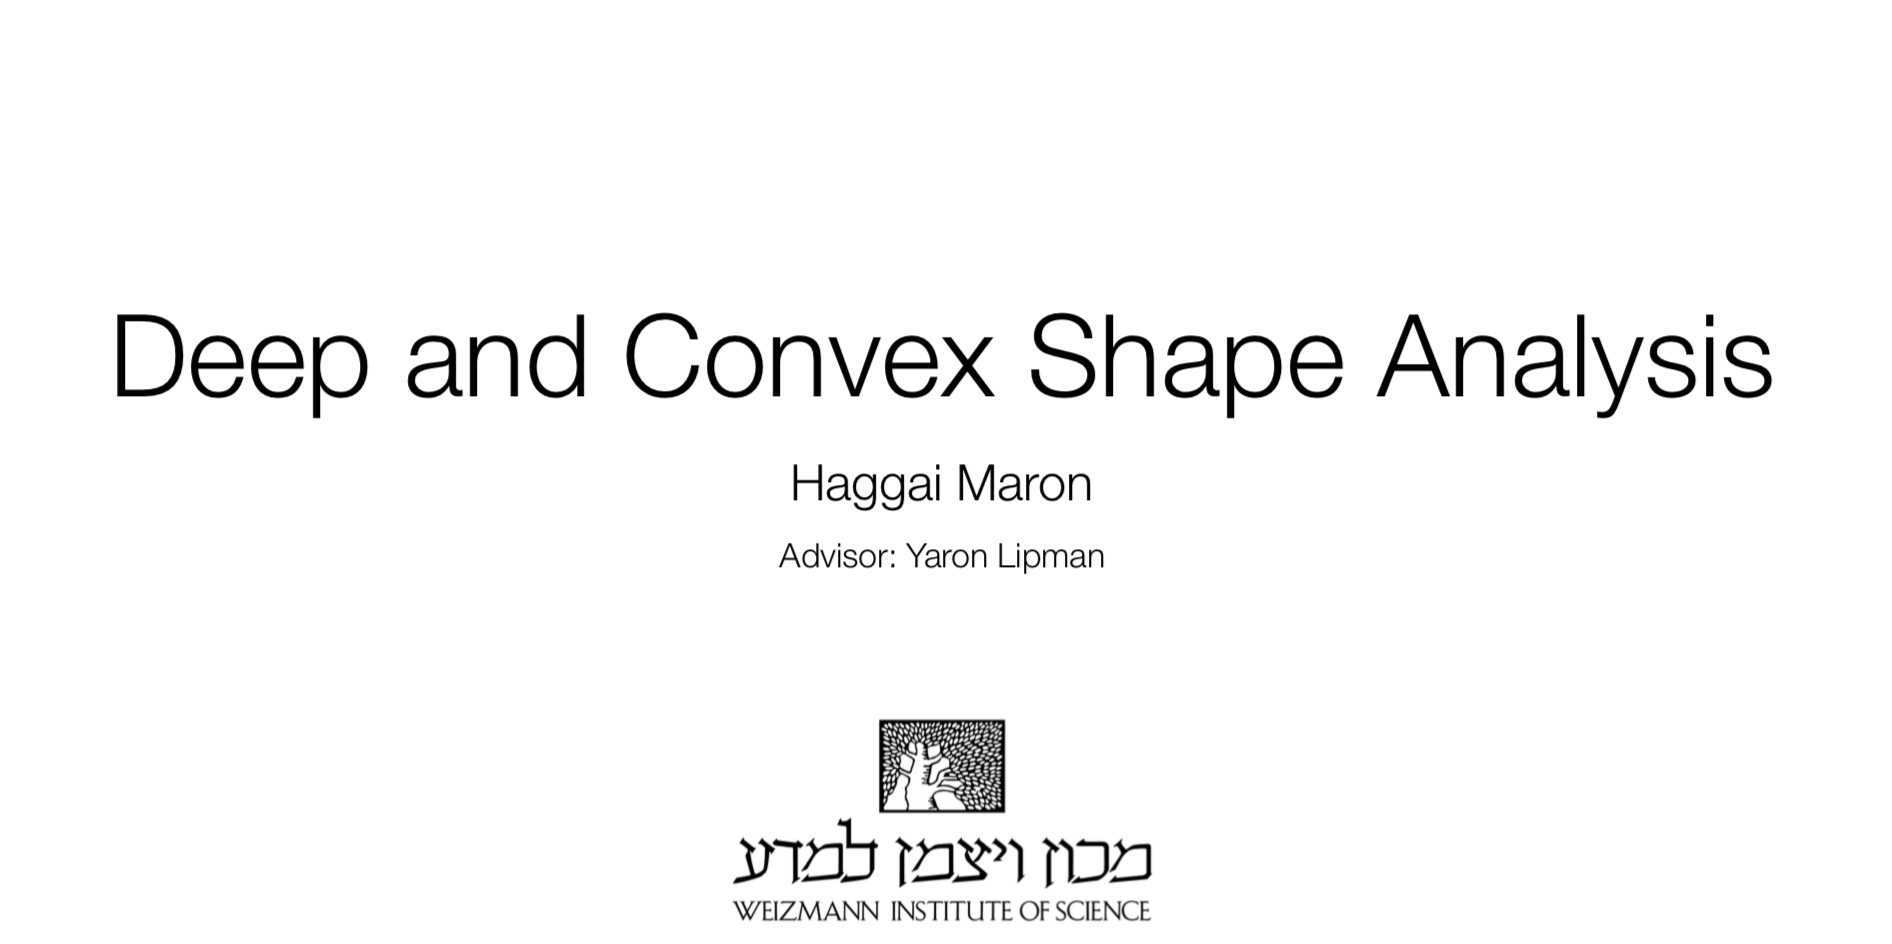 Deep and Convex Shape Analysis
Haggai Maron
Advisor: Yaron Lipman
מכון ויצמן למדע
WEIZMANN INSTITUTE OF SCIENCE